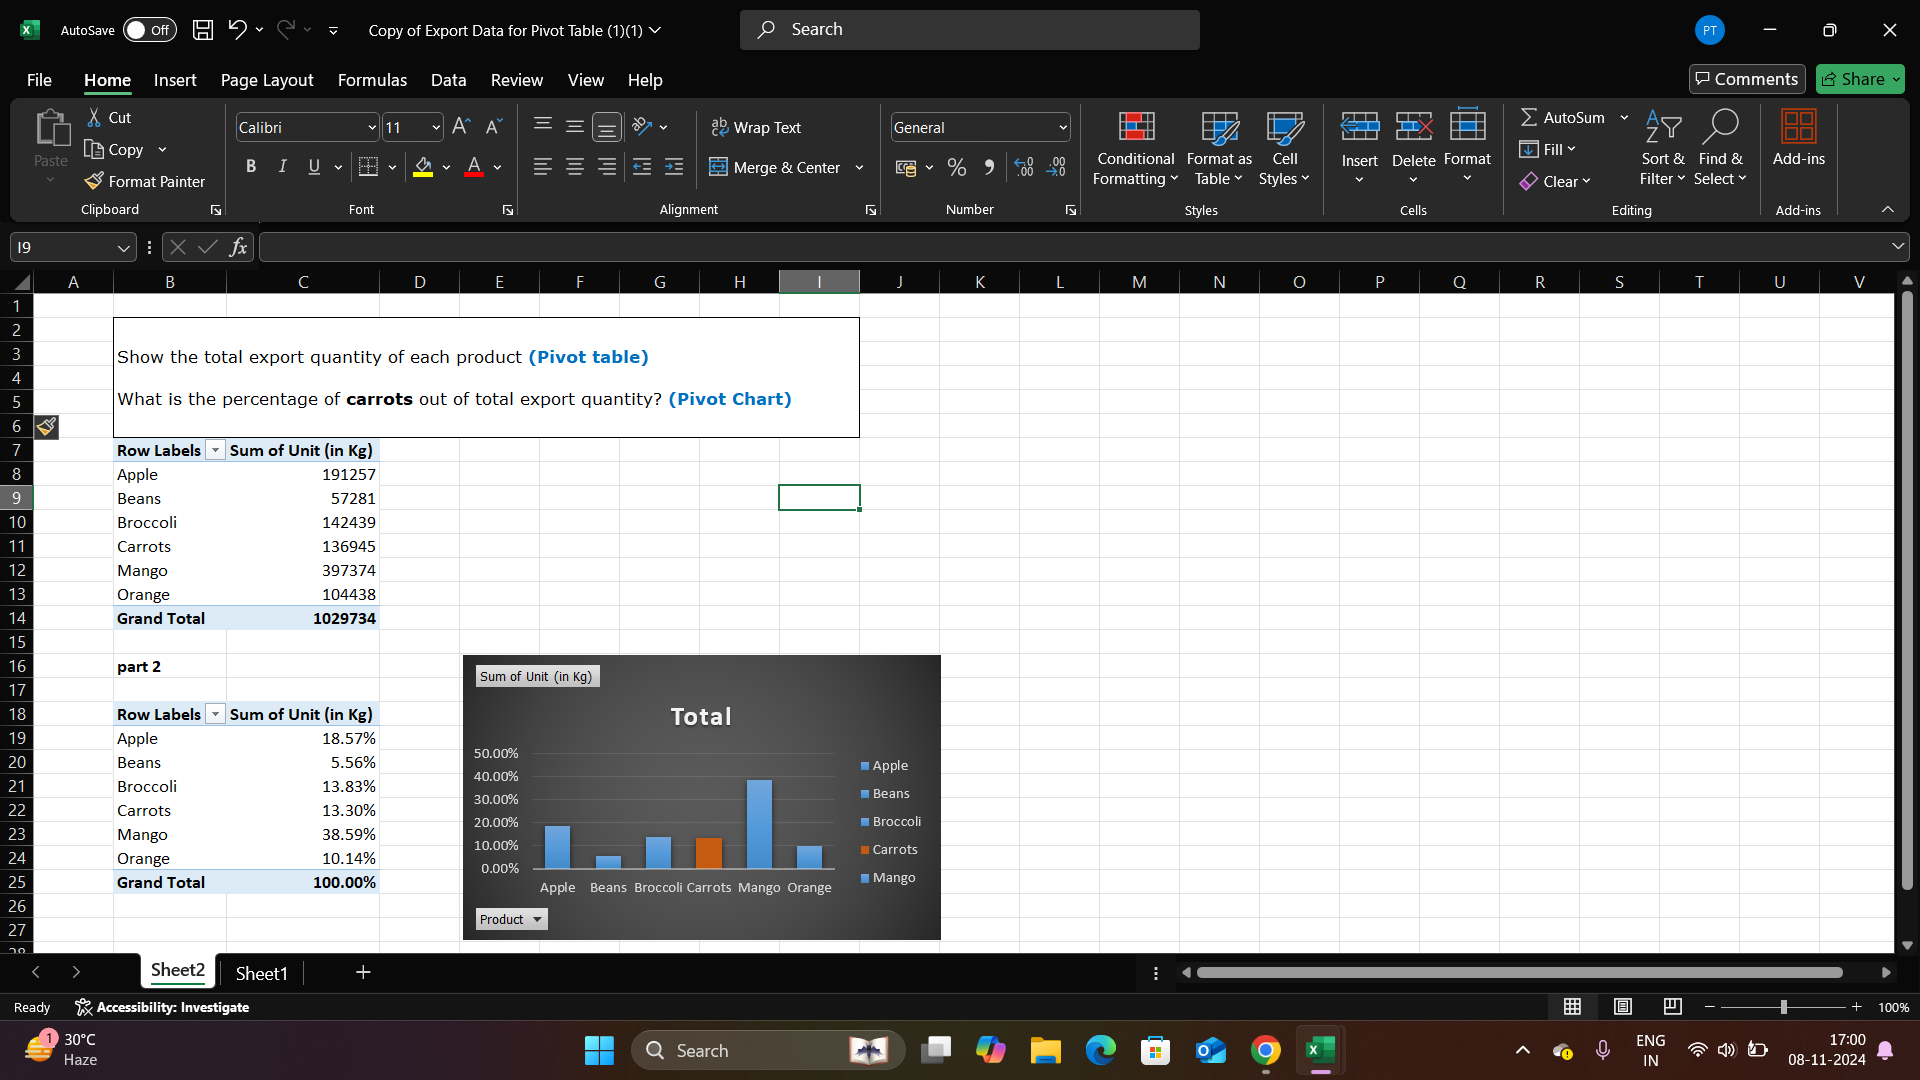 AutoSave Off Copy of Export Data for Pivot Table (1)(1) Search PT
File Home Insert Page Layout Formulas Data Review View Help Comments Share
Paste Cut Copy Format Painter Clipboard
Calibri 11 B I U A Font
Wrap Text Merge & Center Alignment
General % Number
Conditional Formatting Format as Table Cell Styles Styles
Insert Delete Format Cells
AutoSum Fill Clear Sort & Filter Find & Select Editing
Add-ins Add-ins
I9 fx
A B C D E F G H I J K L M N O P Q R S T U V
1
2
3 Show the total export quantity of each product (Pivot table)
4
5 What is the percentage of carrots out of total export quantity? (Pivot Chart)
6
7 Row Labels Sum of Unit (in Kg)
8 Apple 191257
9 Beans 57281
10 Broccoli 142439
11 Carrots 136945
12 Mango 397374
13 Orange 104438
14 Grand Total 1029734
15
16 part 2
17
18 Row Labels Sum of Unit (in Kg)
19 Apple 18.57%
20 Beans 5.56%
21 Broccoli 13.83%
22 Carrots 13.30%
23 Mango 38.59%
24 Orange 10.14%
25 Grand Total 100.00%
26
27
28
Sum of Unit (in Kg)
Total
50.00%
40.00%
30.00%
20.00%
10.00%
0.00%
Apple Beans Broccoli Carrots Mango Orange
Apple
Beans
Broccoli
Carrots
Mango
Product
Sheet2 Sheet1
Ready Accessibility: Investigate 100%
1 30°C
Haze
Search
ENG
IN
17:00
08-11-2024